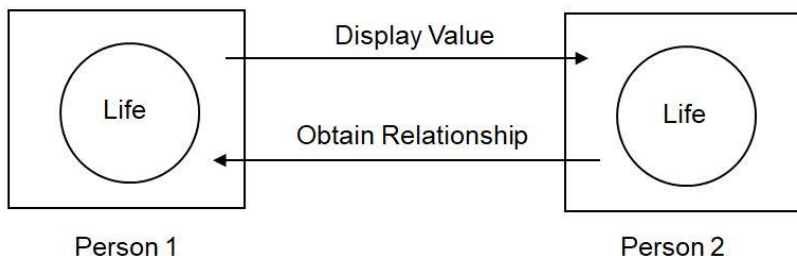 Display Value
Life
Life
Obtain Relationship
Person 1
Person 2